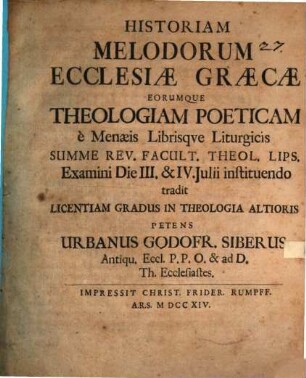 HISTORIAM
MELODORUM
27.
ECCLESIÆ GRÆCÆ
EORUMQUE
THEOLOGIAM POETICAM
è Menæis Librisqve Liturgicis
SUMME REV. FACULT. THEOL. LIPS.
Examini Die III. & IV. Julii instituendo
tradit
LICENTIAM GRADUS IN THEOLOGIA ALTIORIS
PETENS
URBANUS GODOFR. SIBERUS
Antiqu. Eccl. P. P. O. & ad D.
Th. Ecclesiastes.
IMPRESSIT CHRIST. FRIDER. RUMPFF.
A.R.S. M DCC XIV.